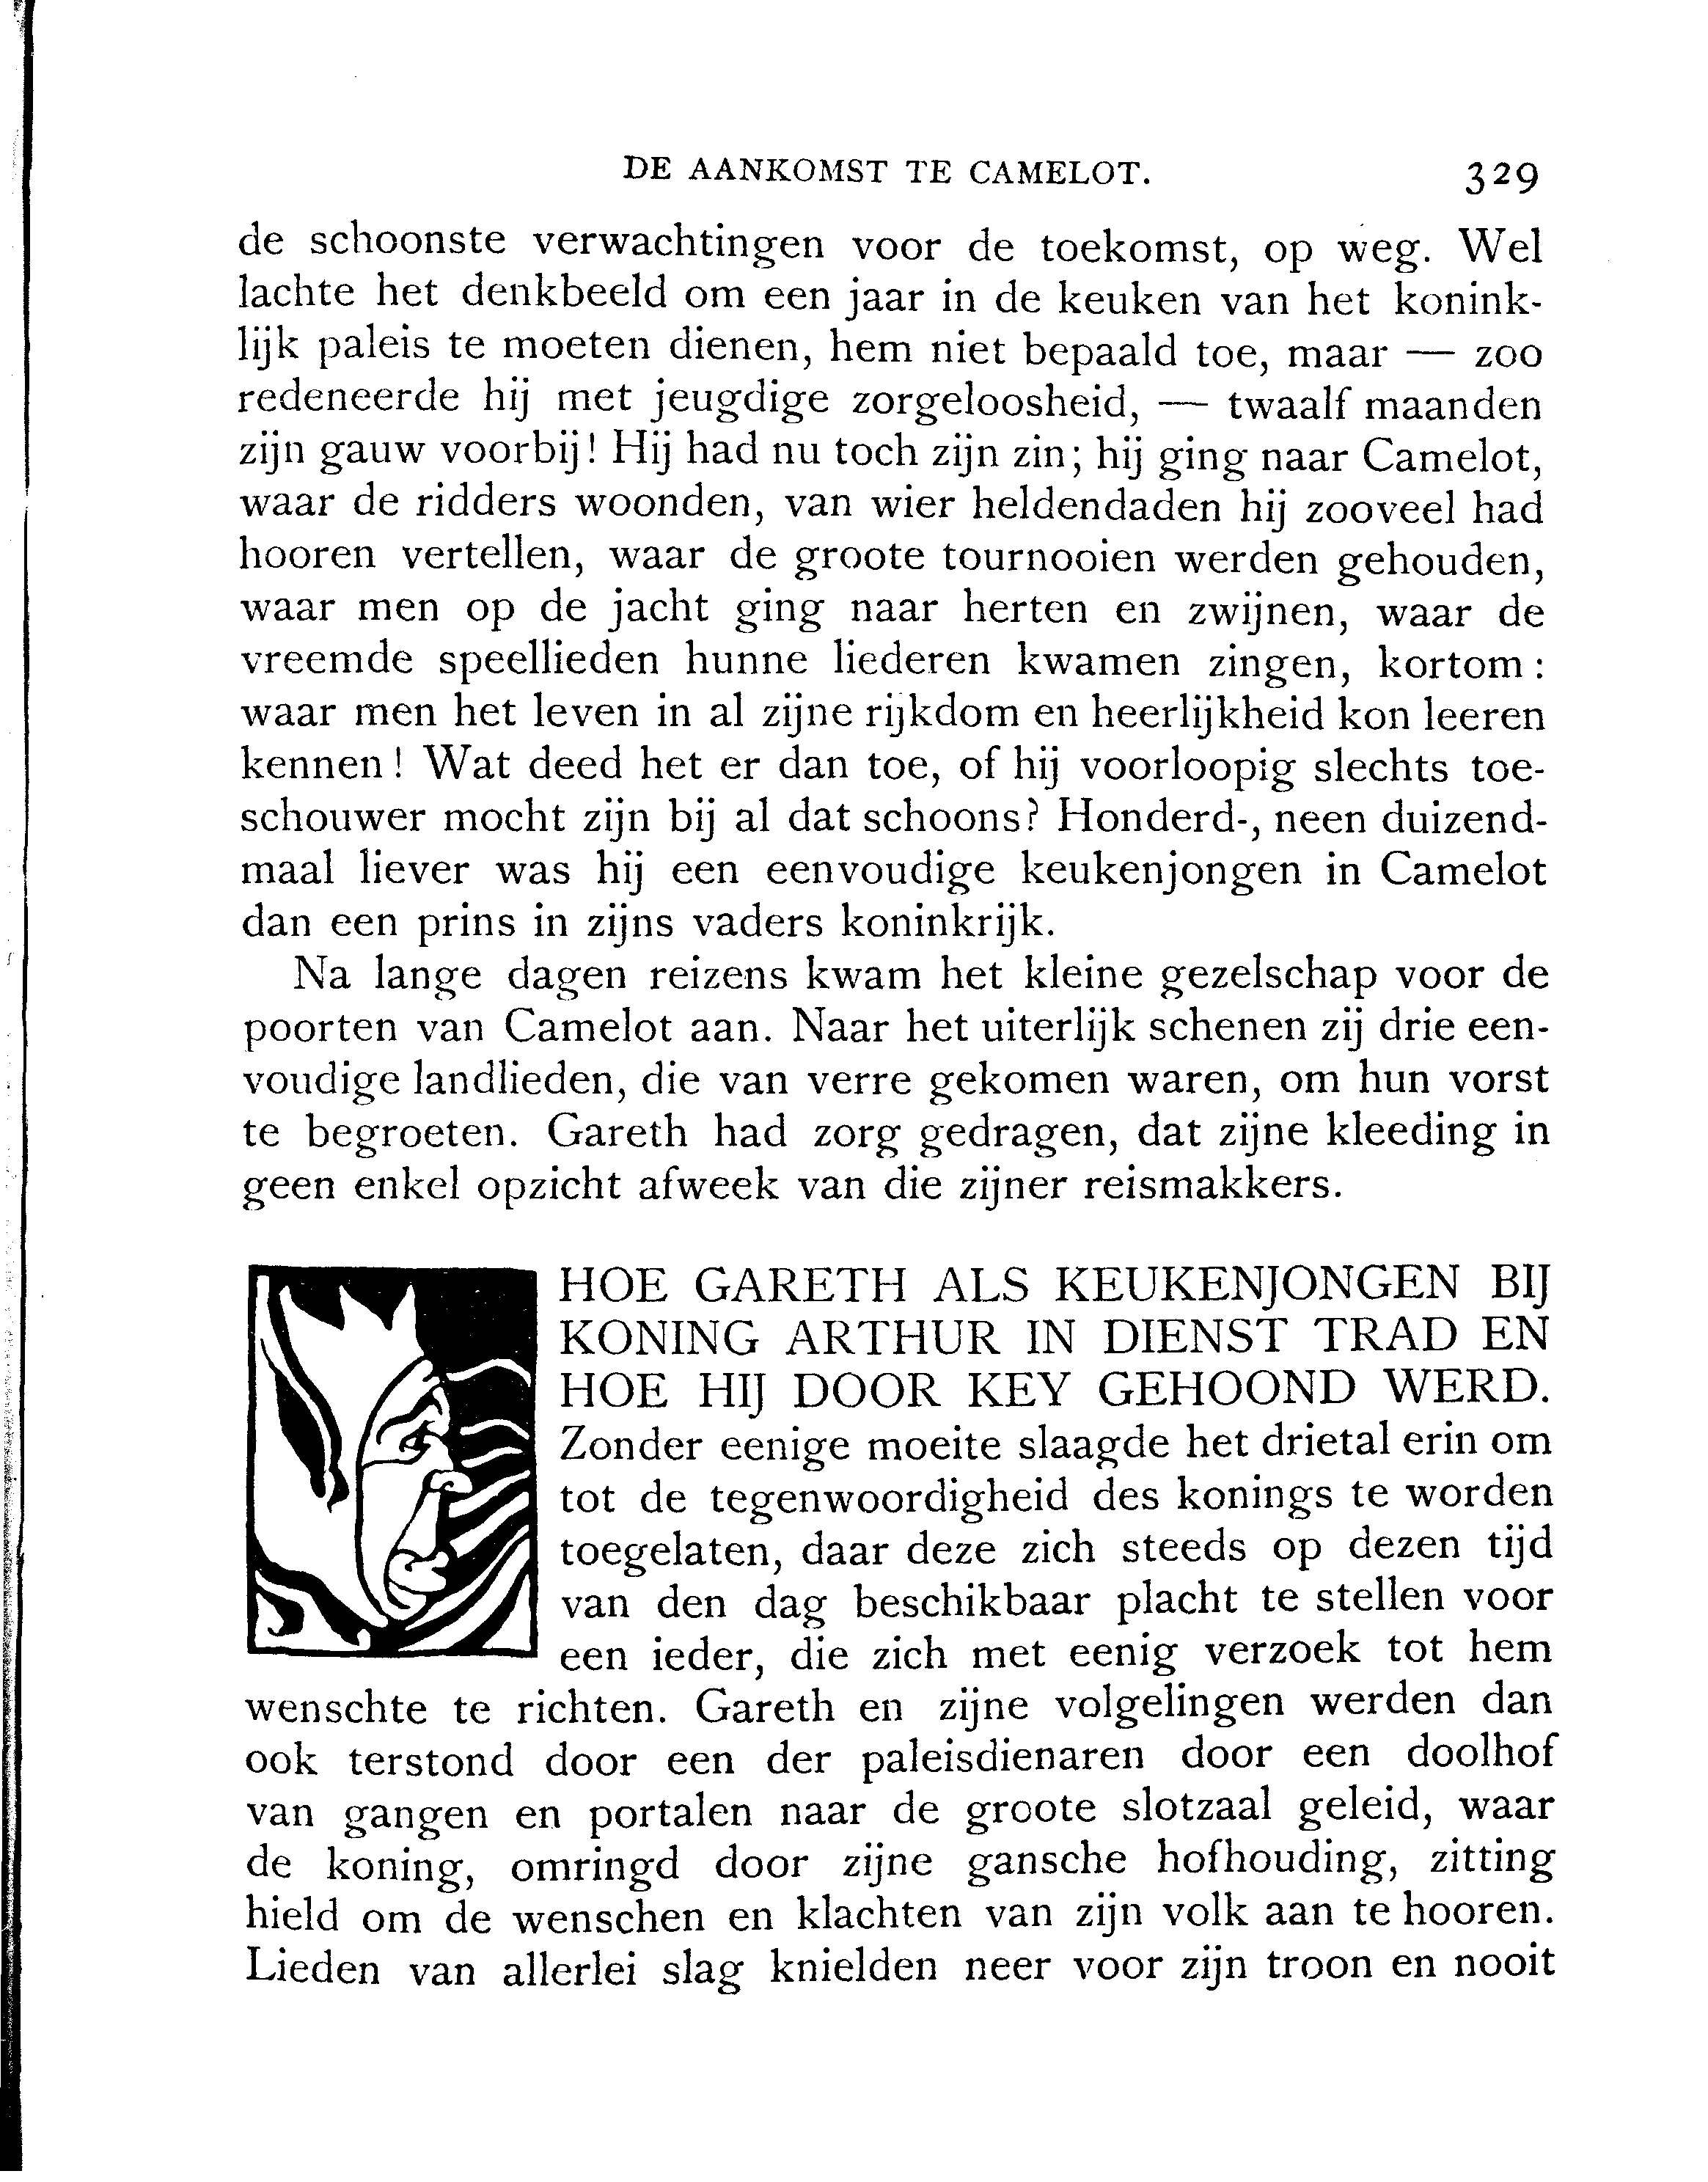 DE AANKOMST TE CAMELOT. 329
de schoonste verwachtingen voor de toekomst, op weg. Wel
lachte het denkbeeld om een jaar in de keuken van het konink-
lijk paleis te moeten dienen, hem niet bepaald toe, maar — zoo
redeneerde hij met jeugdige zorgeloosheid, — twaalf maanden
zijn gauw voorbij! Hij had nu toch zijn zin; hij ging naar Camelot,
waar de ridders woonden, van wier heldendaden hij zooveel had
hooren vertellen, waar de groote tournooien werden gehouden,
waar men op de jacht ging naar herten en zwijnen, waar de
vreemde speellieden hunne liederen kwamen zingen, kortom:
waar men het leven in al zijne rijkdom en heerlijkheid kon leeren
kennen! Wat deed het er dan toe, of hij voorloopig slechts toe-
schouwer mocht zijn bij al dat schoons? Honderd-, neen duizend-
maal liever was hij een eenvoudige keukenjongen in Camelot
dan een prins in zijns vaders koninkrijk.
Na lange dagen reizens kwam het kleine gezelschap voor de
poorten van Camelot aan. Naar het uiterlijk schenen zij drie een-
voudige landlieden, die van verre gekomen waren, om hun vorst
te begroeten. Gareth had zorg gedragen, dat zijne kleeding in
geen enkel opzicht afweek van die zijner reismakkers.
HOE GARETH ALS KEUKENJONGEN BIJ
KONING ARTHUR IN DIENST TRAD EN
HOE HIJ DOOR KEY GEHOOND WERD.
Zonder eenige moeite slaagde het drietal erin om
tot de tegenwoordigheid des konings te worden
toegelaten, daar deze zich steeds op dezen tijd
van den dag beschikbaar placht te stellen voor
een ieder, die zich met eenig verzoek tot hem
wenschte te richten. Gareth en zijne volgelingen werden dan
ook terstond door een der paleisdienaren door een doolhof
van gangen en portalen naar de groote slotzaal geleid, waar
de koning, omringd door zijne gansche hofhouding, zitting
hield om de wenschen en klachten van zijn volk aan te hooren.
Lieden van allerlei slag knielden neer voor zijn troon en nooit